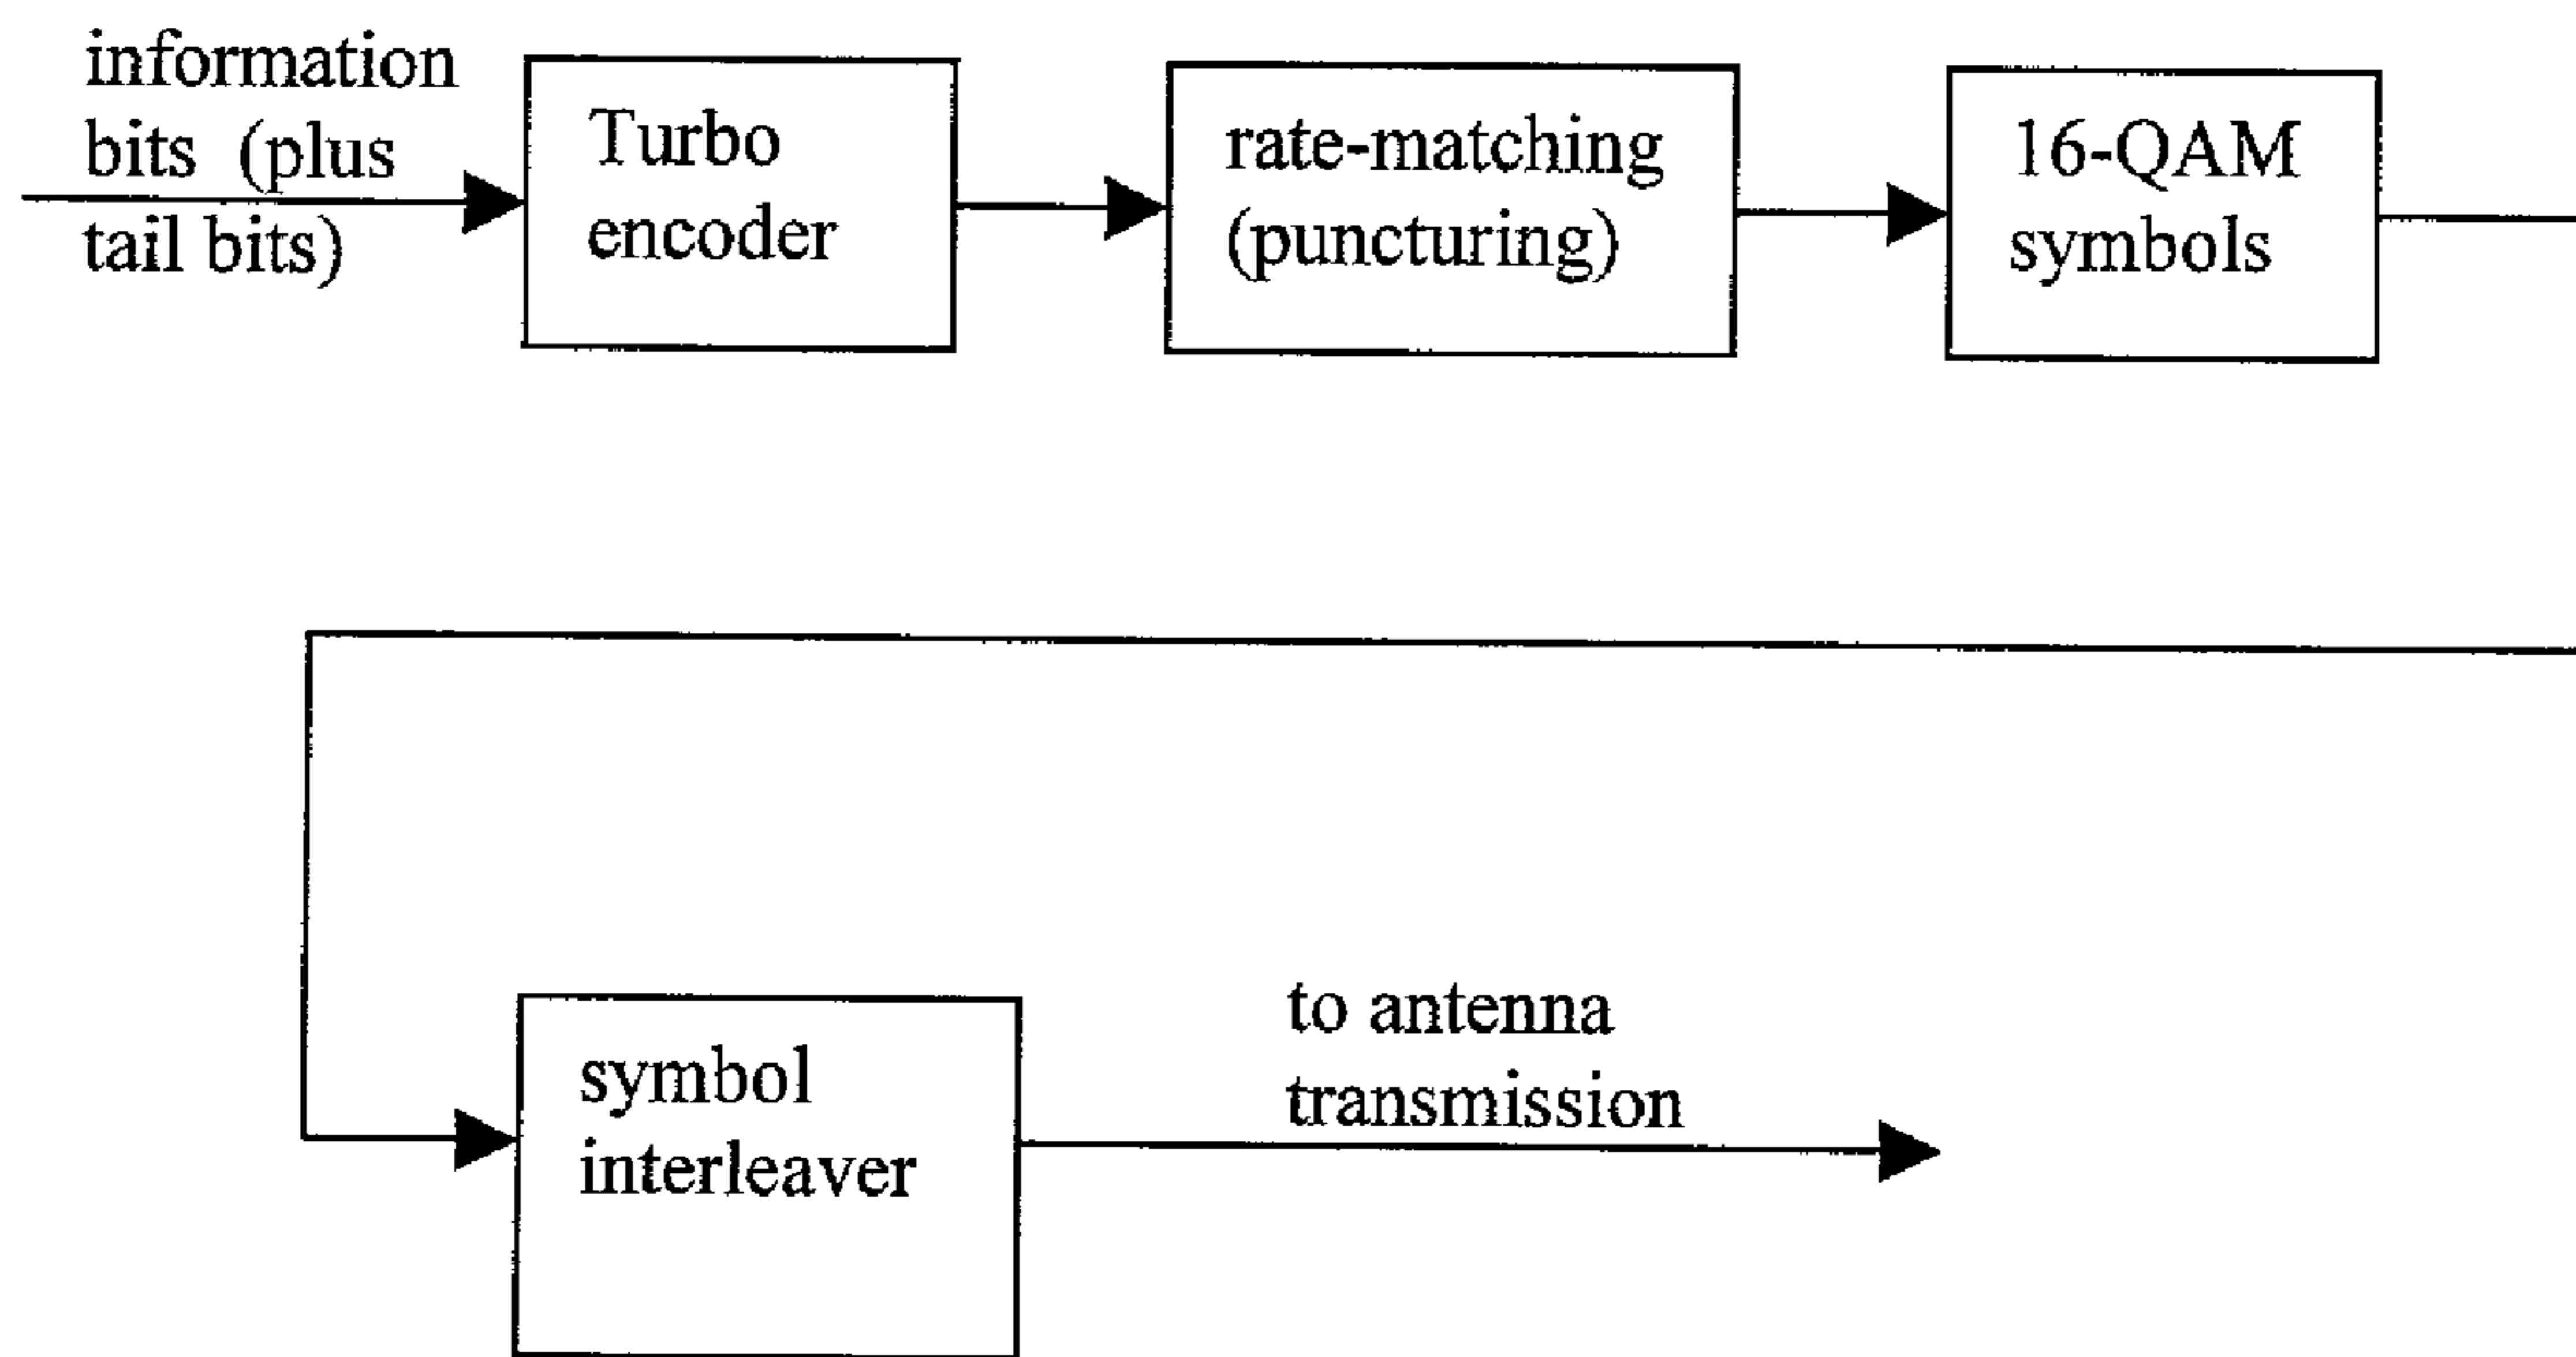 information
bits (plus
tail bits)
Turbo
encoder
rate-matching
(puncturing)
16-QAM
symbols
symbol
interleaver
to antenna
transmission